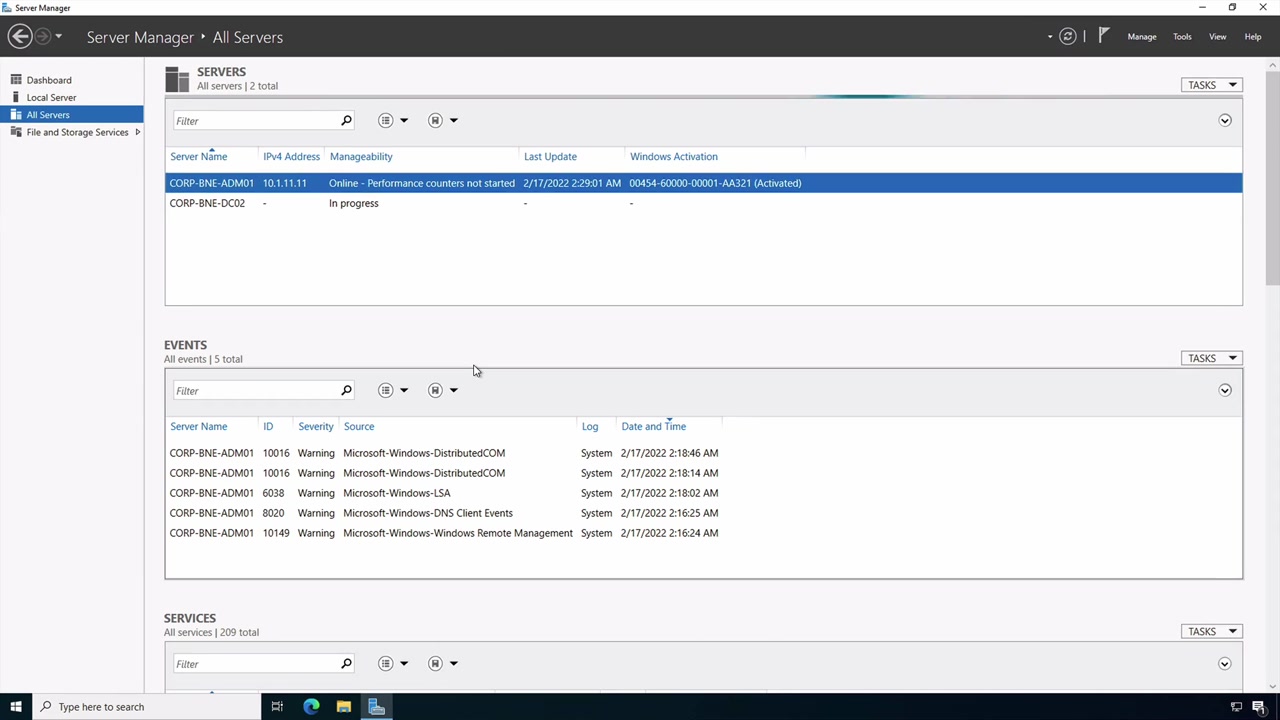 Server Manager
Server Manager ‣ All Servers
Manage Tools View Help
Dashboard
Local Server
All Servers
File and Storage Services
SERVERS
All servers | 2 total
TASKS
Filter
Server Name IPv4 Address Manageability Last Update Windows Activation
CORP-BNE-ADM01 10.1.11.11 Online - Performance counters not started 2/17/2022 2:29:01 AM 00454-60000-00001-AA321 (Activated)
CORP-BNE-DC02 - In progress - -
EVENTS
All events | 5 total
TASKS
Filter
Server Name ID Severity Source Log Date and Time
CORP-BNE-ADM01 10016 Warning Microsoft-Windows-DistributedCOM System 2/17/2022 2:18:46 AM
CORP-BNE-ADM01 10016 Warning Microsoft-Windows-DistributedCOM System 2/17/2022 2:18:14 AM
CORP-BNE-ADM01 6038 Warning Microsoft-Windows-LSA System 2/17/2022 2:18:02 AM
CORP-BNE-ADM01 8020 Warning Microsoft-Windows-DNS Client Events System 2/17/2022 2:16:25 AM
CORP-BNE-ADM01 10149 Warning Microsoft-Windows-Windows Remote Management System 2/17/2022 2:16:24 AM
SERVICES
All services | 209 total
TASKS
Filter
Type here to search
1